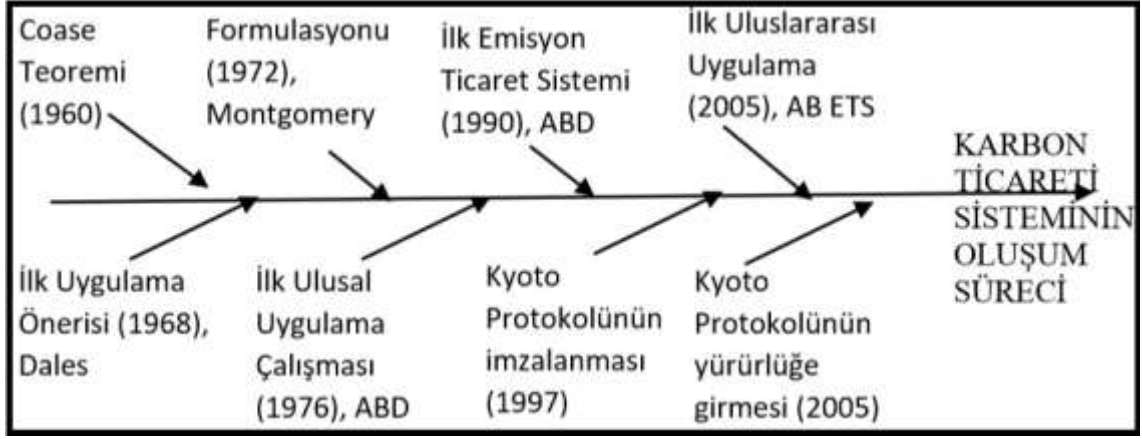 Coase
Teoremi
(1960)
Formulasyonu
(1972),
Montgomery
İlk Emisyon
Ticaret Sistemi
(1990), ABD
İlk Uluslararası
Uygulama
(2005), AB ETS
KARBON
TİCARETİ
SİSTEMİNİN
OLUŞUM
SÜRECİ
İlk Uygulama
Önerisi (1968),
Dales
İlk Ulusal
Uygulama
Çalışması
(1976), ABD
Kyoto
Protokolünün
imzalanması
(1997)
Kyoto
Protokolünün
yürürlüğe
girmesi (2005)